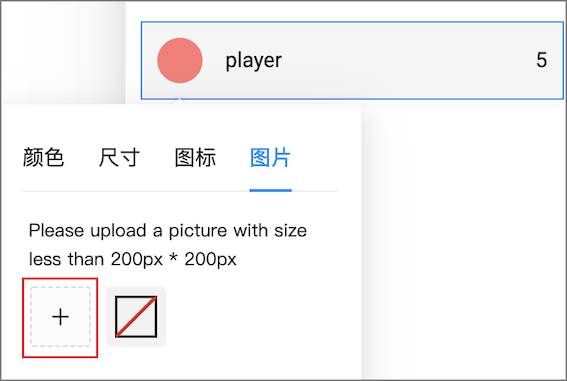 player 5
颜色 尺寸 图标 图片
Please upload a picture with size
less than 200px * 200px
+